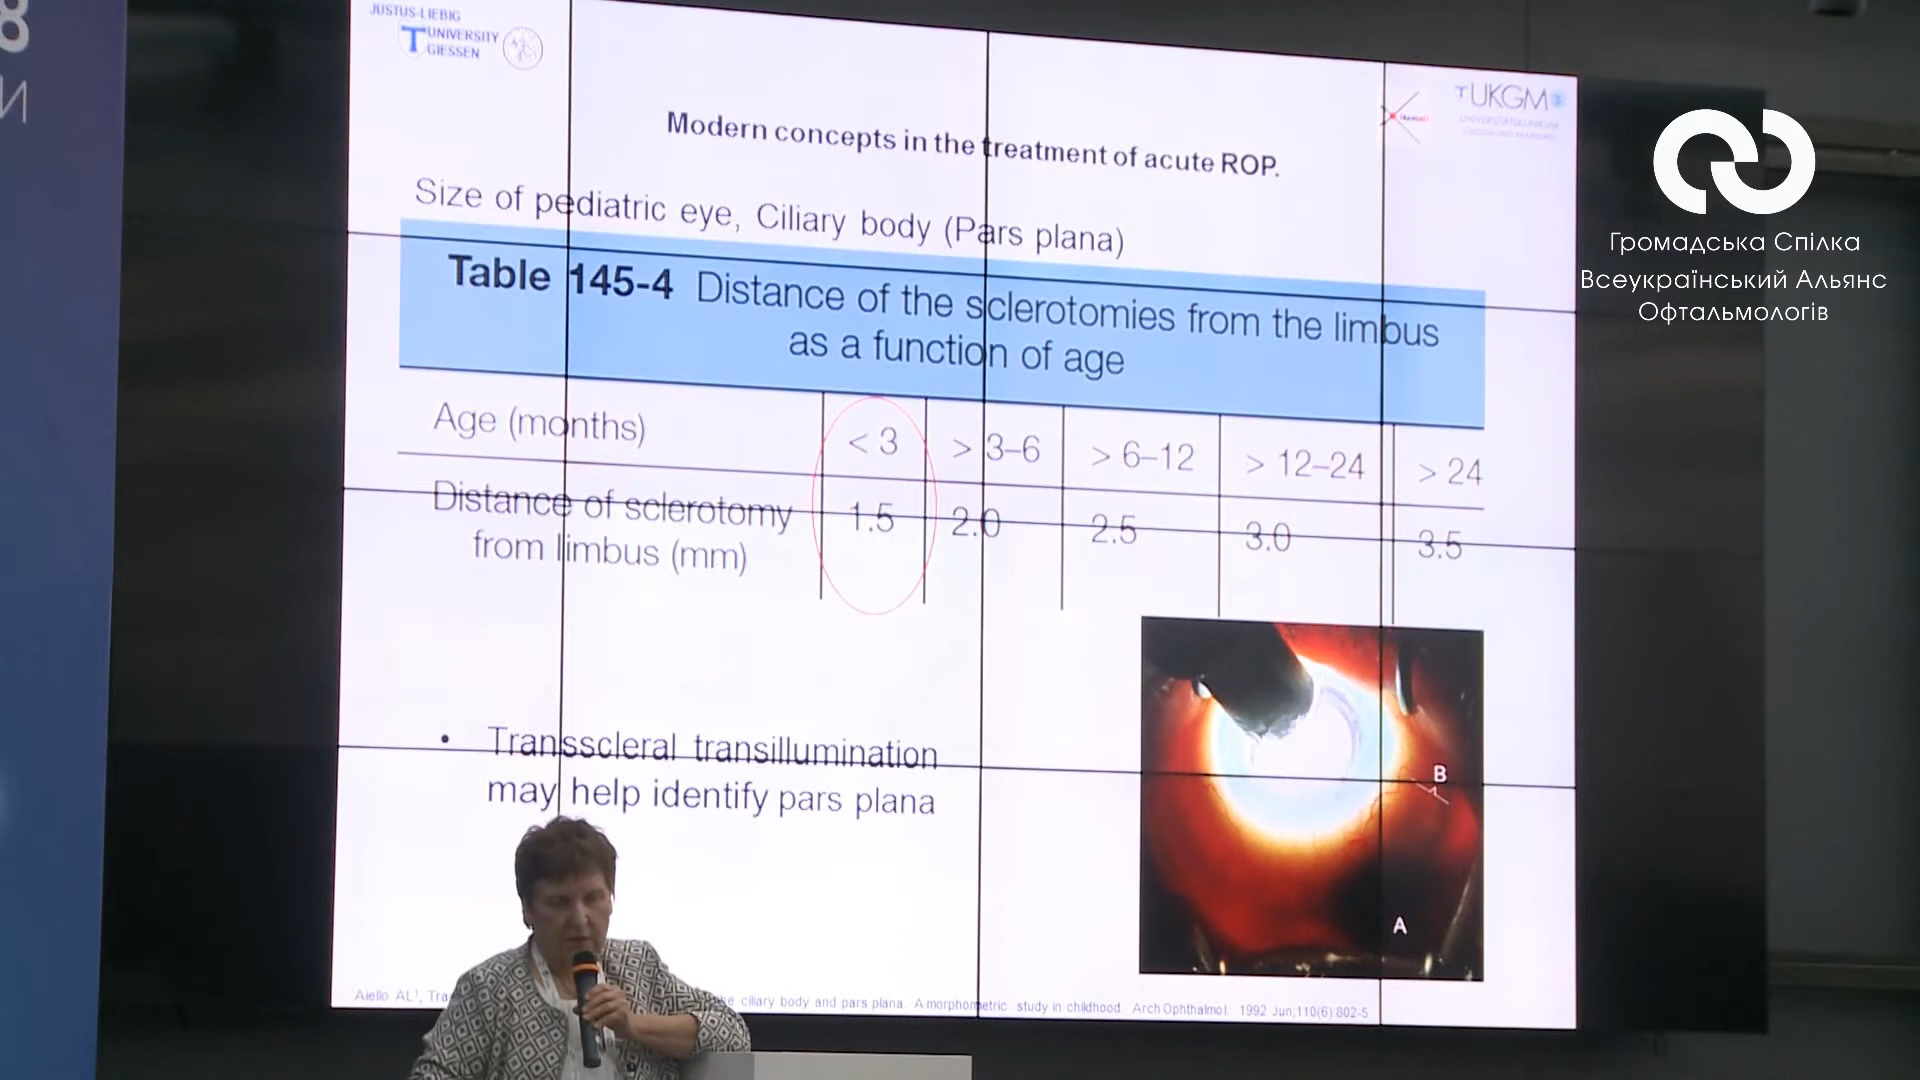 8
И
JUSTUS-LIEBIG
UNIVERSITY
GIESSEN
UKGM
Громадська Спілка
Всеукраїнський Альянс
Офтальмологів
Modern concepts in the treatment of acute ROP.
Size of pediatric eye, Ciliary body (Pars plana)
Table 145-4 Distance of the sclerotomies from the limbus
as a function of age
Age (months) < 3 > 3–6 > 6–12 > 12–24 > 24
Distance of sclerotomy
from limbus (mm) 1.5 2.0 2.5 3.0 3.5
• Transscleral transillumination
may help identify pars plana
B
A
Aiello AL¹, ciliary body and pars plana. A morphometric study in childhood. Arch Ophthalmol. 1992 Jun;110(6):802-5